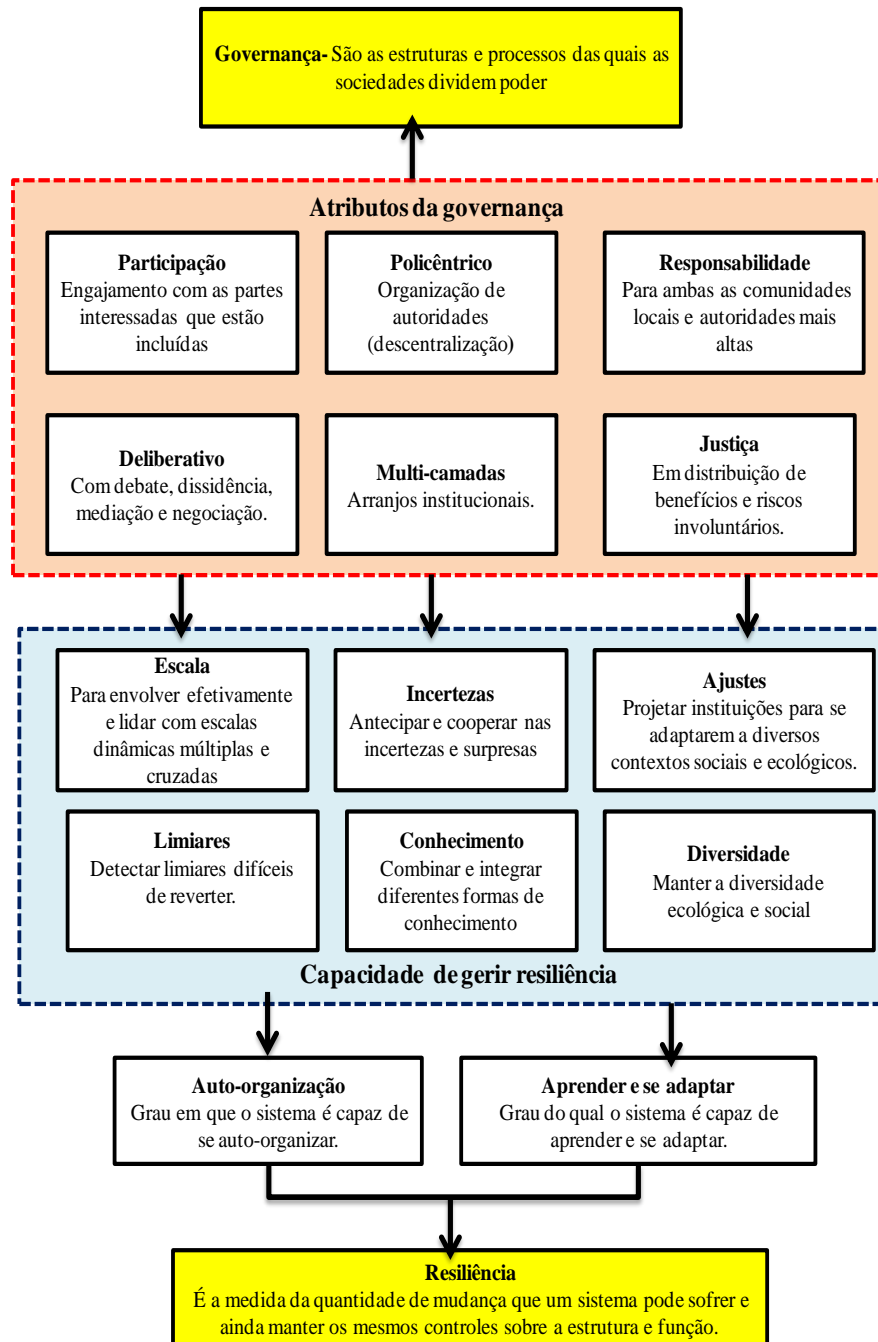 Governança- São as estruturas e processos das quais as
sociedades dividem poder
Atributos da governança
Participação
Engajamento com as partes
interessadas que estão
incluídas
Policêntrico
Organização de
autoridades
(descentralização)
Responsabilidade
Para ambas as comunidades
locais e autoridades mais
altas
Deliberativo
Com debate, dissidência,
mediação e negociação.
Multi-camadas
Arranjos institucionais.
Justiça
Em distribuição de
benefícios e riscos
involuntários.
Escala
Para envolver efetivamente
e lidar com escalas
dinâmicas múltiplas e
cruzadas
Incertezas
Antecipar e cooperar nas
incertezas e surpresas
Ajustes
Projetar instituições para se
adaptarem a diversos
contextos sociais e ecológicos.
Limiares
Detectar limiares difíceis
de reverter.
Conhecimento
Combinar e integrar
diferentes formas de
conhecimento
Diversidade
Manter a diversidade
ecológica e social
Capacidade de gerir resiliência
Auto-organização
Grau em que o sistema é capaz de
se auto-organizar.
Aprender e se adaptar
Grau do qual o sistema é capaz de
aprender e se adaptar.
Resiliência
É a medida da quantidade de mudança que um sistema pode sofrer e
ainda manter os mesmos controles sobre a estrutura e função.